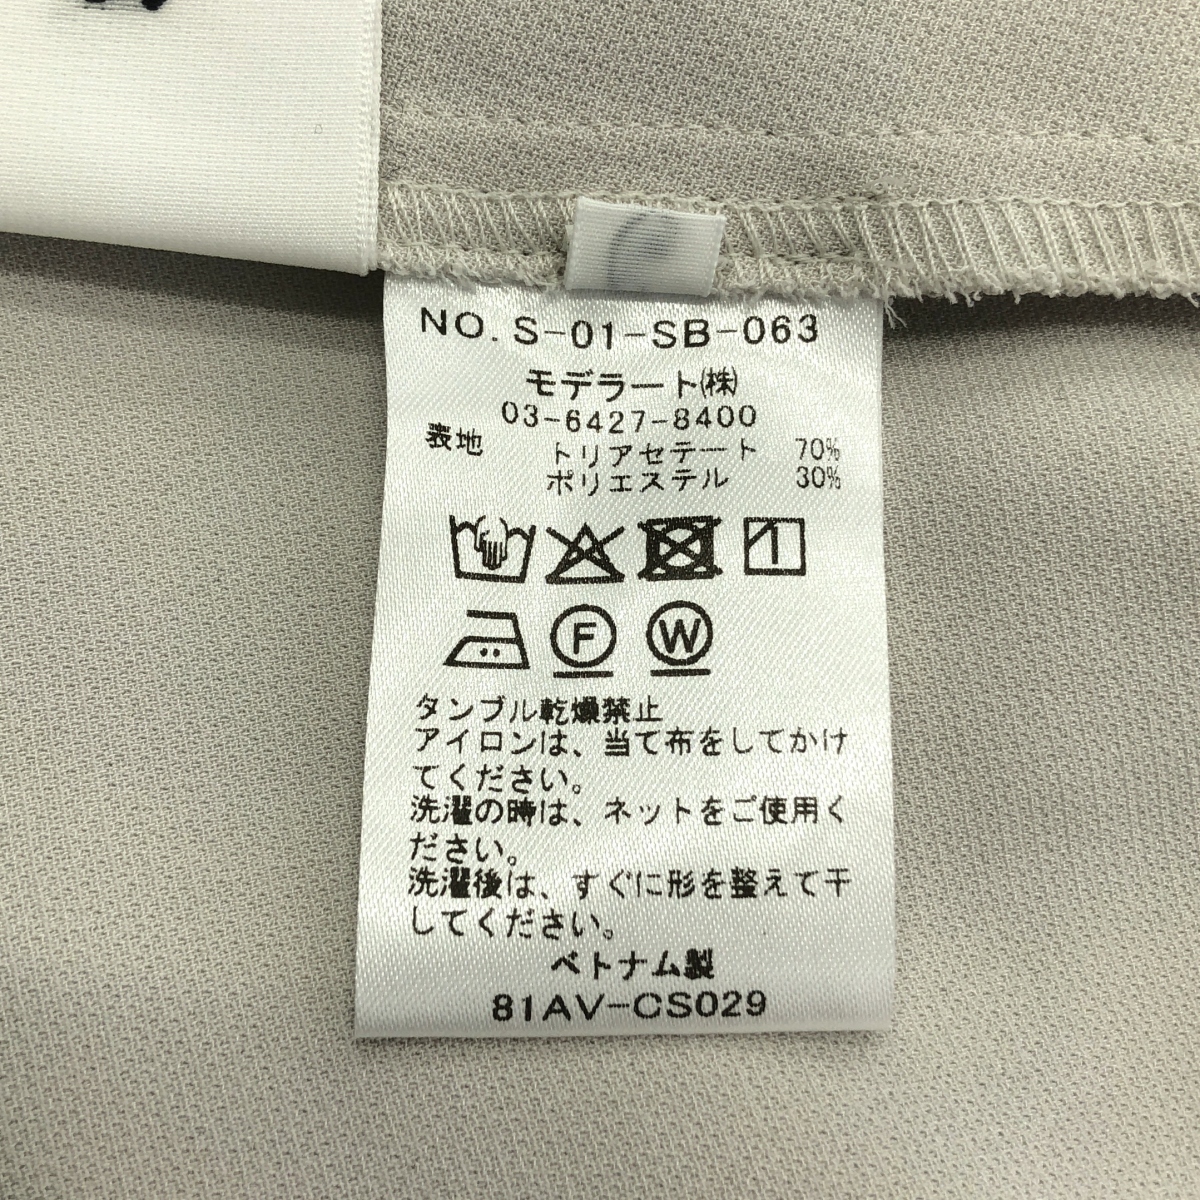 NO. S-01-SB-063
モデラート㈱
03-6427-8400
表地 トリアセテート 70%
ポリエステル 30%
1
F W
タンブル乾燥禁止
アイロンは、当て布をしてかけ
てください。
洗濯の時は、ネットをご使用く
ださい。
洗濯後は、すぐに形を整えて干
してください。
ベトナム製
81AV-CS029